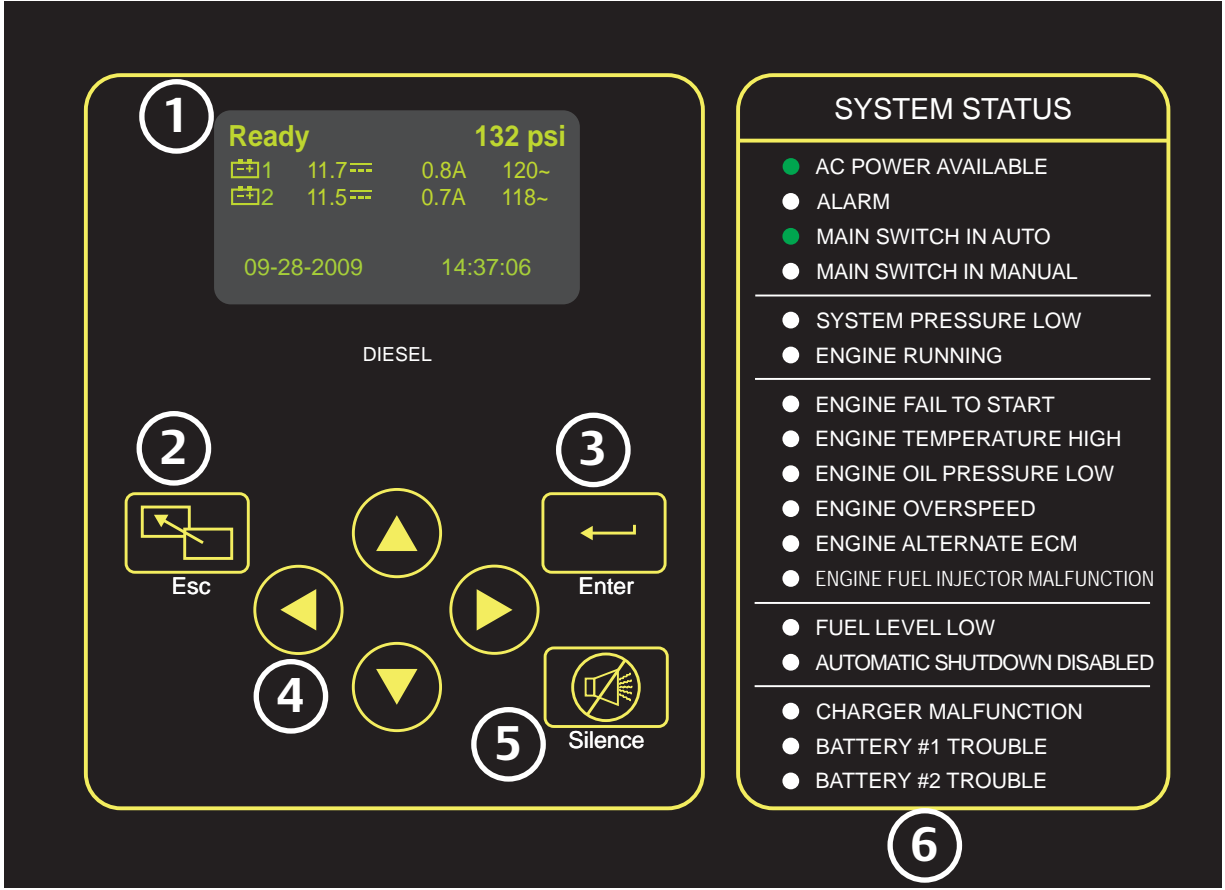 1
Ready 132 psi
1 11.7 0.8A 120~
2 11.5 0.7A 118~
09-28-2009 14:37:06
DIESEL
2
3
Esc
Enter
4
5
Silence
SYSTEM STATUS
AC POWER AVAILABLE
ALARM
MAIN SWITCH IN AUTO
MAIN SWITCH IN MANUAL
SYSTEM PRESSURE LOW
ENGINE RUNNING
ENGINE FAIL TO START
ENGINE TEMPERATURE HIGH
ENGINE OIL PRESSURE LOW
ENGINE OVERSPEED
ENGINE ALTERNATE ECM
ENGINE FUEL INJECTOR MALFUNCTION
FUEL LEVEL LOW
AUTOMATIC SHUTDOWN DISABLED
CHARGER MALFUNCTION
BATTERY #1 TROUBLE
BATTERY #2 TROUBLE
6